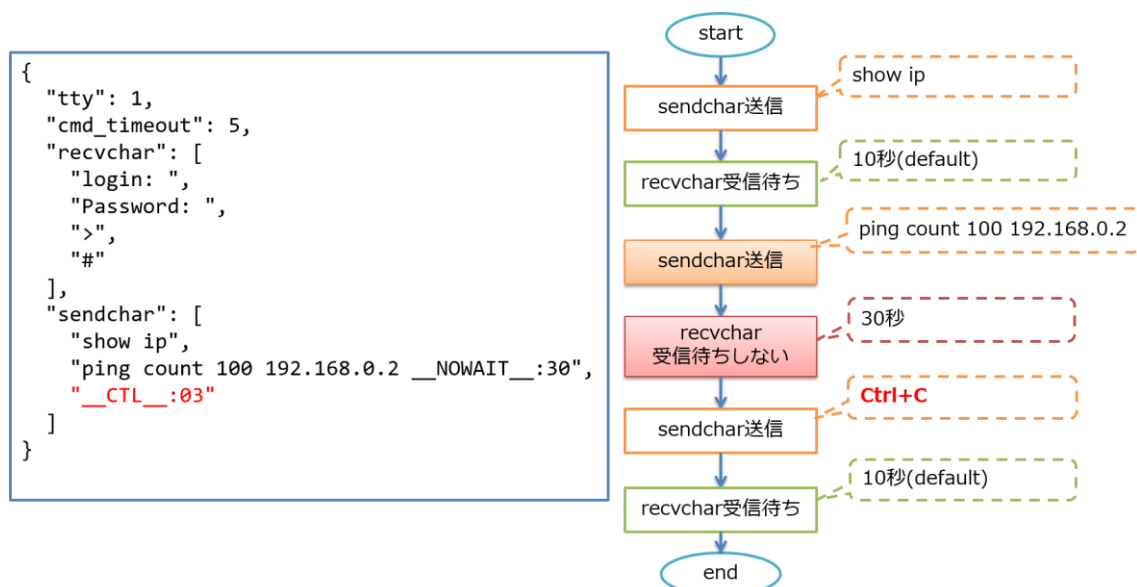 {
"tty": 1,
"cmd_timeout": 5,
"recvchar": [
"login: ",
"Password: ",
">",
"#"
],
"sendchar": [
"show ip",
"ping count 100 192.168.0.2 __NOWAIT__:30",
"__CTL__:03"
]
}
start
sendchar送信
show ip
recvchar受信待ち
10秒(default)
sendchar送信
ping count 100 192.168.0.2
recvchar
受信待ちしない
30秒
sendchar送信
Ctrl+C
recvchar受信待ち
10秒(default)
end